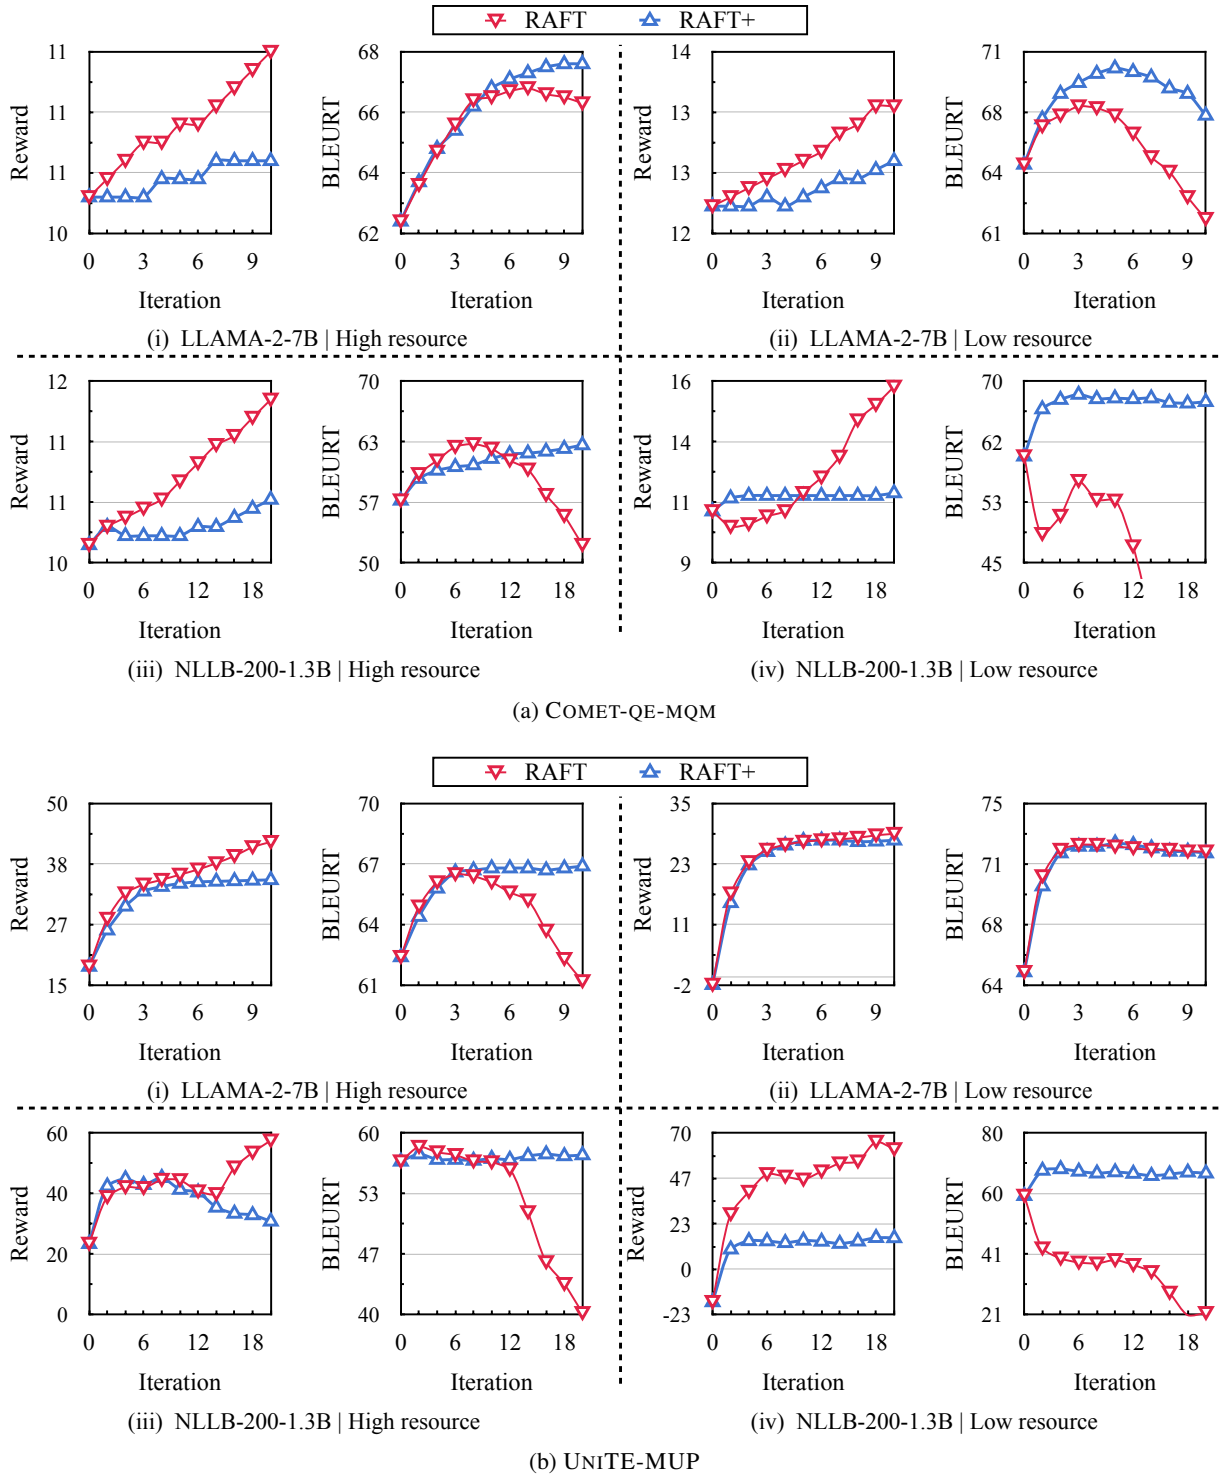 RAFT RAFT+
11 11 11 10
Reward
0 3 6 9
Iteration
68 66 64 62
BLEURT
0 3 6 9
Iteration
(i) LLAMA-2-7B | High resource
14 13 13 12
Reward
0 3 6 9
Iteration
71 68 64 61
BLEURT
0 3 6 9
Iteration
(ii) LLAMA-2-7B | Low resource
12 11 11 10
Reward
0 6 12 18
Iteration
70 63 57 50
BLEURT
0 6 12 18
Iteration
(iii) NLLB-200-1.3B | High resource
16 14 11 9
Reward
0 6 12 18
Iteration
70 62 53 45
BLEURT
0 6 12 18
Iteration
(iv) NLLB-200-1.3B | Low resource
(a) COMET-QE-MQM
RAFT RAFT+
50 38 27 15
Reward
0 3 6 9
Iteration
70 67 64 61
BLEURT
0 3 6 9
Iteration
(i) LLAMA-2-7B | High resource
35 23 11 -2
Reward
0 3 6 9
Iteration
75 71 68 64
BLEURT
0 3 6 9
Iteration
(ii) LLAMA-2-7B | Low resource
60 40 20 0
Reward
0 6 12 18
Iteration
60 53 47 40
BLEURT
0 6 12 18
Iteration
(iii) NLLB-200-1.3B | High resource
70 47 23 0 -23
Reward
0 6 12 18
Iteration
80 60 41 21
BLEURT
0 6 12 18
Iteration
(iv) NLLB-200-1.3B | Low resource
(b) UNITE-MUP